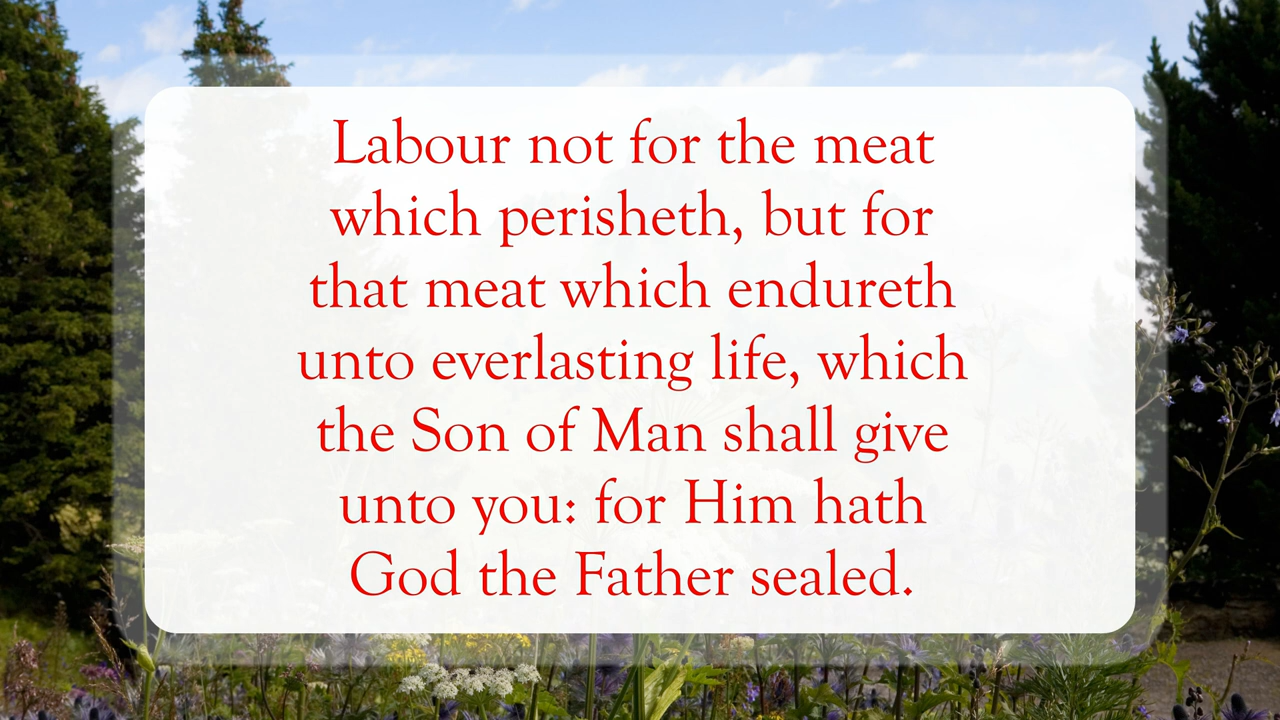 Labour not for the meat
which perisheth, but for
that meat which endureth
unto everlasting life, which
the Son of Man shall give
unto you: for Him hath
God the Father sealed.